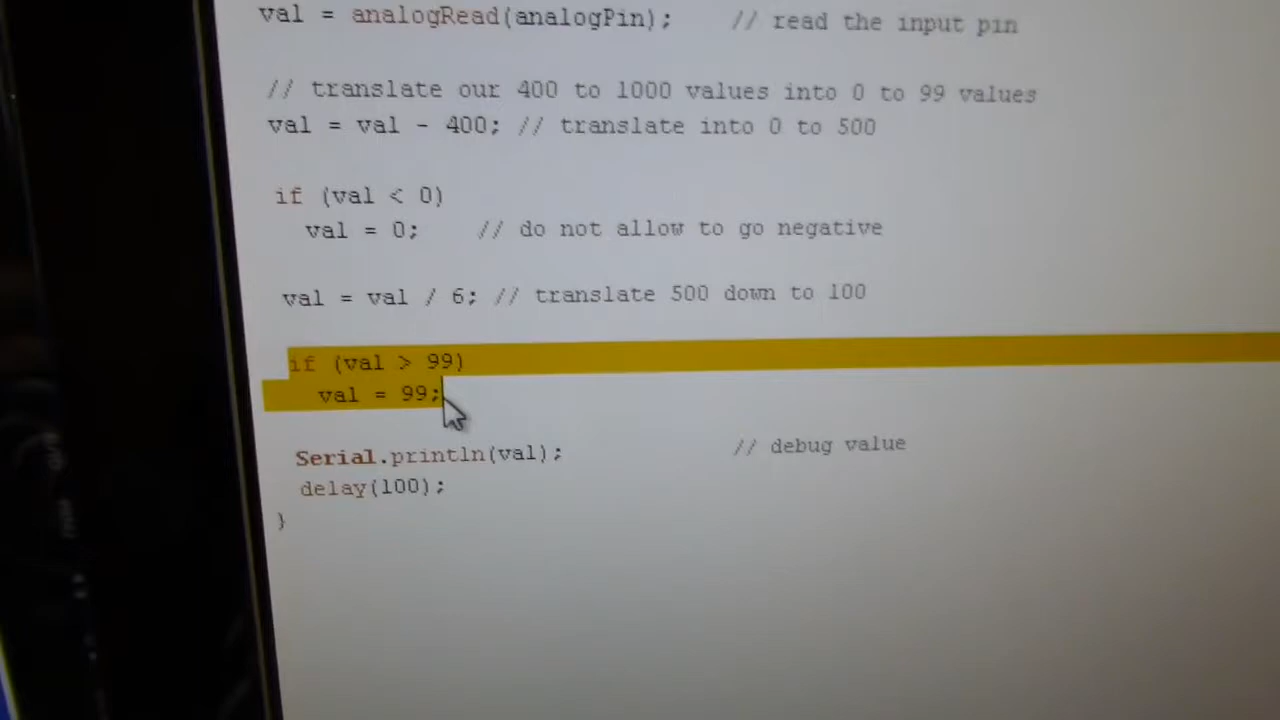 val = analogRead(analogPin);    // read the input pin
// translate our 400 to 1000 values into 0 to 99 values
val = val - 400; // translate into 0 to 500
if (val < 0)
val = 0;    // do not allow to go negative
val = val / 6; // translate 500 down to 100
if (val > 99)
val = 99;
Serial.println(val);    // debug value
delay(100);
}